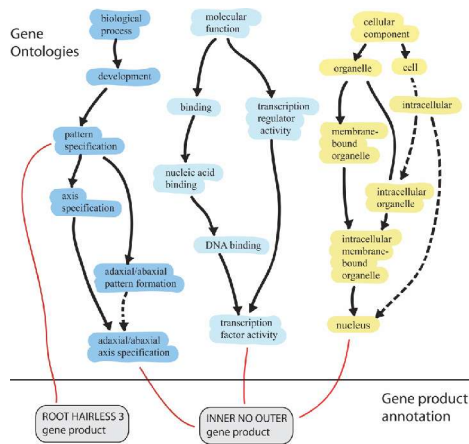 Gene
Ontologies
biological
process
development
pattern
specification
axis
specification
adaxial/abaxial
pattern formation
adaxial/abaxial
axis specification
molecular
function
binding
transcription
regulator
activity
nucleic acid
binding
DNA binding
transcription
factor activity
cellular
component
organelle
cell
intracellular
membrane-
bound
organelle
intracellular
organelle
intracellular
membrane-
bound
organelle
nucleus
Gene product
annotation
ROOT HAIRLESS 3
gene product
INNER NO OUTER
gene product